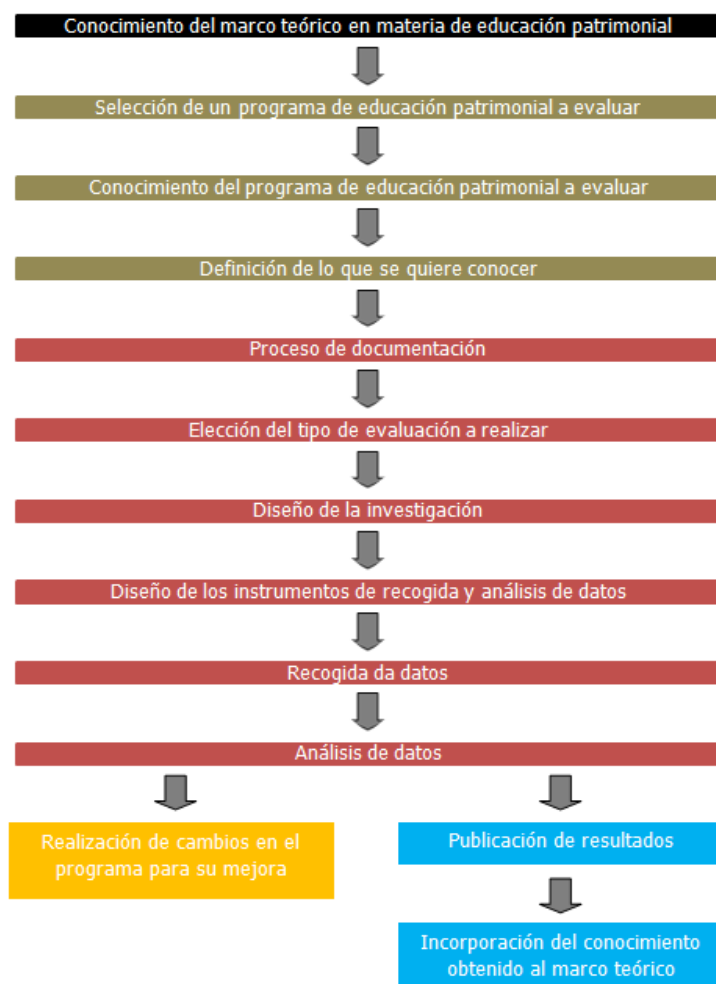 Conocimiento del marco teórico en materia de educación patrimonial
Selección de un programa de educación patrimonial a evaluar
Conocimiento del programa de educación patrimonial a evaluar
Definición de lo que se quiere conocer
Proceso de documentación
Elección del tipo de evaluación a realizar
Diseño de la investigación
Diseño de los instrumentos de recogida y análisis de datos
Recogida da datos
Análisis de datos
Realización de cambios en el
programa para su mejora
Publicación de resultados
Incorporación del conocimiento
obtenido al marco teórico